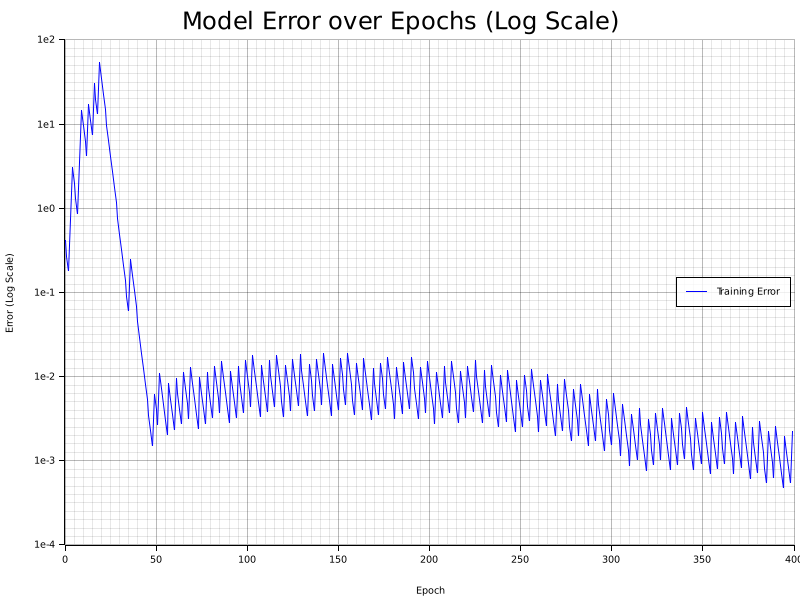 Model Error over Epochs (Log Scale)
1e2
1e1
1e0
1e-1
1e-2
1e-3
1e-4
Error (Log Scale)
Training Error
0 50 100 150 200 250 300 350 400
Epoch